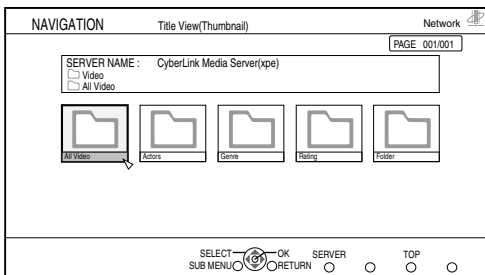 NAVIGATION Title View(Thumbnail) Network
PAGE 001/001
SERVER NAME : CyberLink Media Server(xpe)
Video
All Video
All Video Actors Genre Rating Folder
SELECT OK SERVER TOP
SUB MENU RETURN